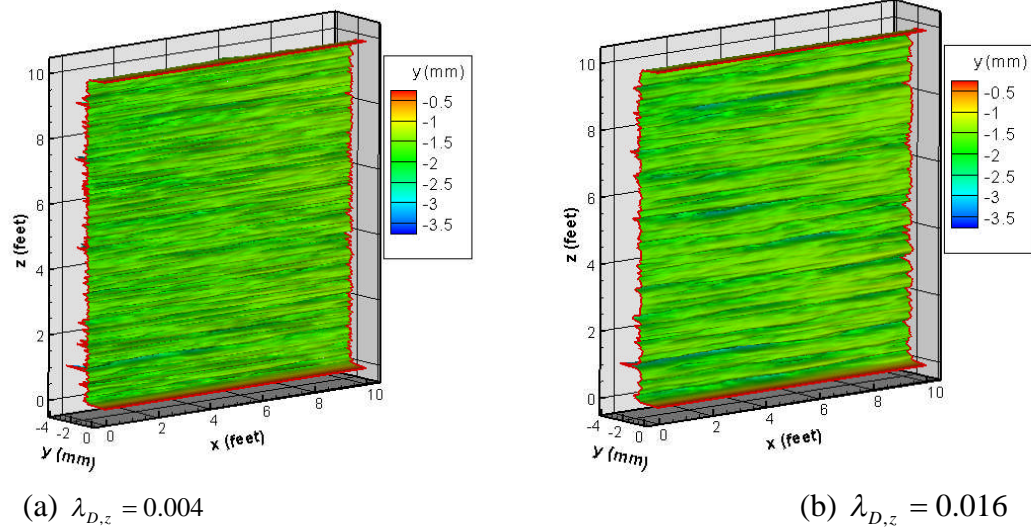 10
8
6
4
2
0
z (feet)
-4 -2 0
y (mm)
0 2 4 6 8 10
x (feet)
y (mm)
-0.5
-1
-1.5
-2
-2.5
-3
-3.5
(a) λ_{D,z} = 0.004
10
8
6
4
2
0
z (feet)
-4 -2 0
y (mm)
0 2 4 6 8 10
x (feet)
y (mm)
-0.5
-1
-1.5
-2
-2.5
-3
-3.5
(b) λ_{D,z} = 0.016